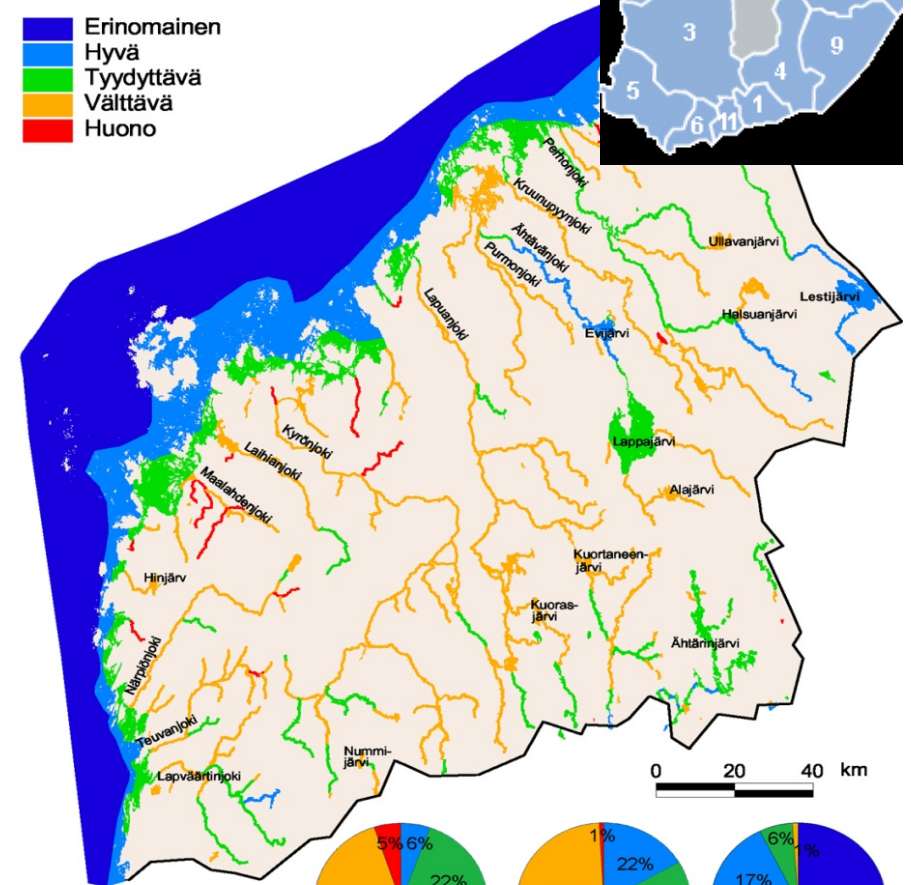 Erinomainen
Hyvä
Tyydyttävä
Välttävä
Huono
3
9
4
5
1
6
11
Perhonjoki
Kruunupyynjoki
Ähtävänjoki
Purmonjoki
Ullavanjärvi
Lestijärvi
Halsuanjärvi
Lapuanjoki
Evijärvi
Kyrönjoki
Laihianjoki
Lappajärvi
Maalahdenjoki
Alajärvi
Hinjärv
Kuortaneen-
järvi
Kuoras-
järvi
Ähtärinjärvi
Närpiönjoki
Teuvanjoki
Nummi-
järvi
Lapväärtinjoki
0 20 40 km
5% 6%
22%
1%
22%
6%
1%
17%